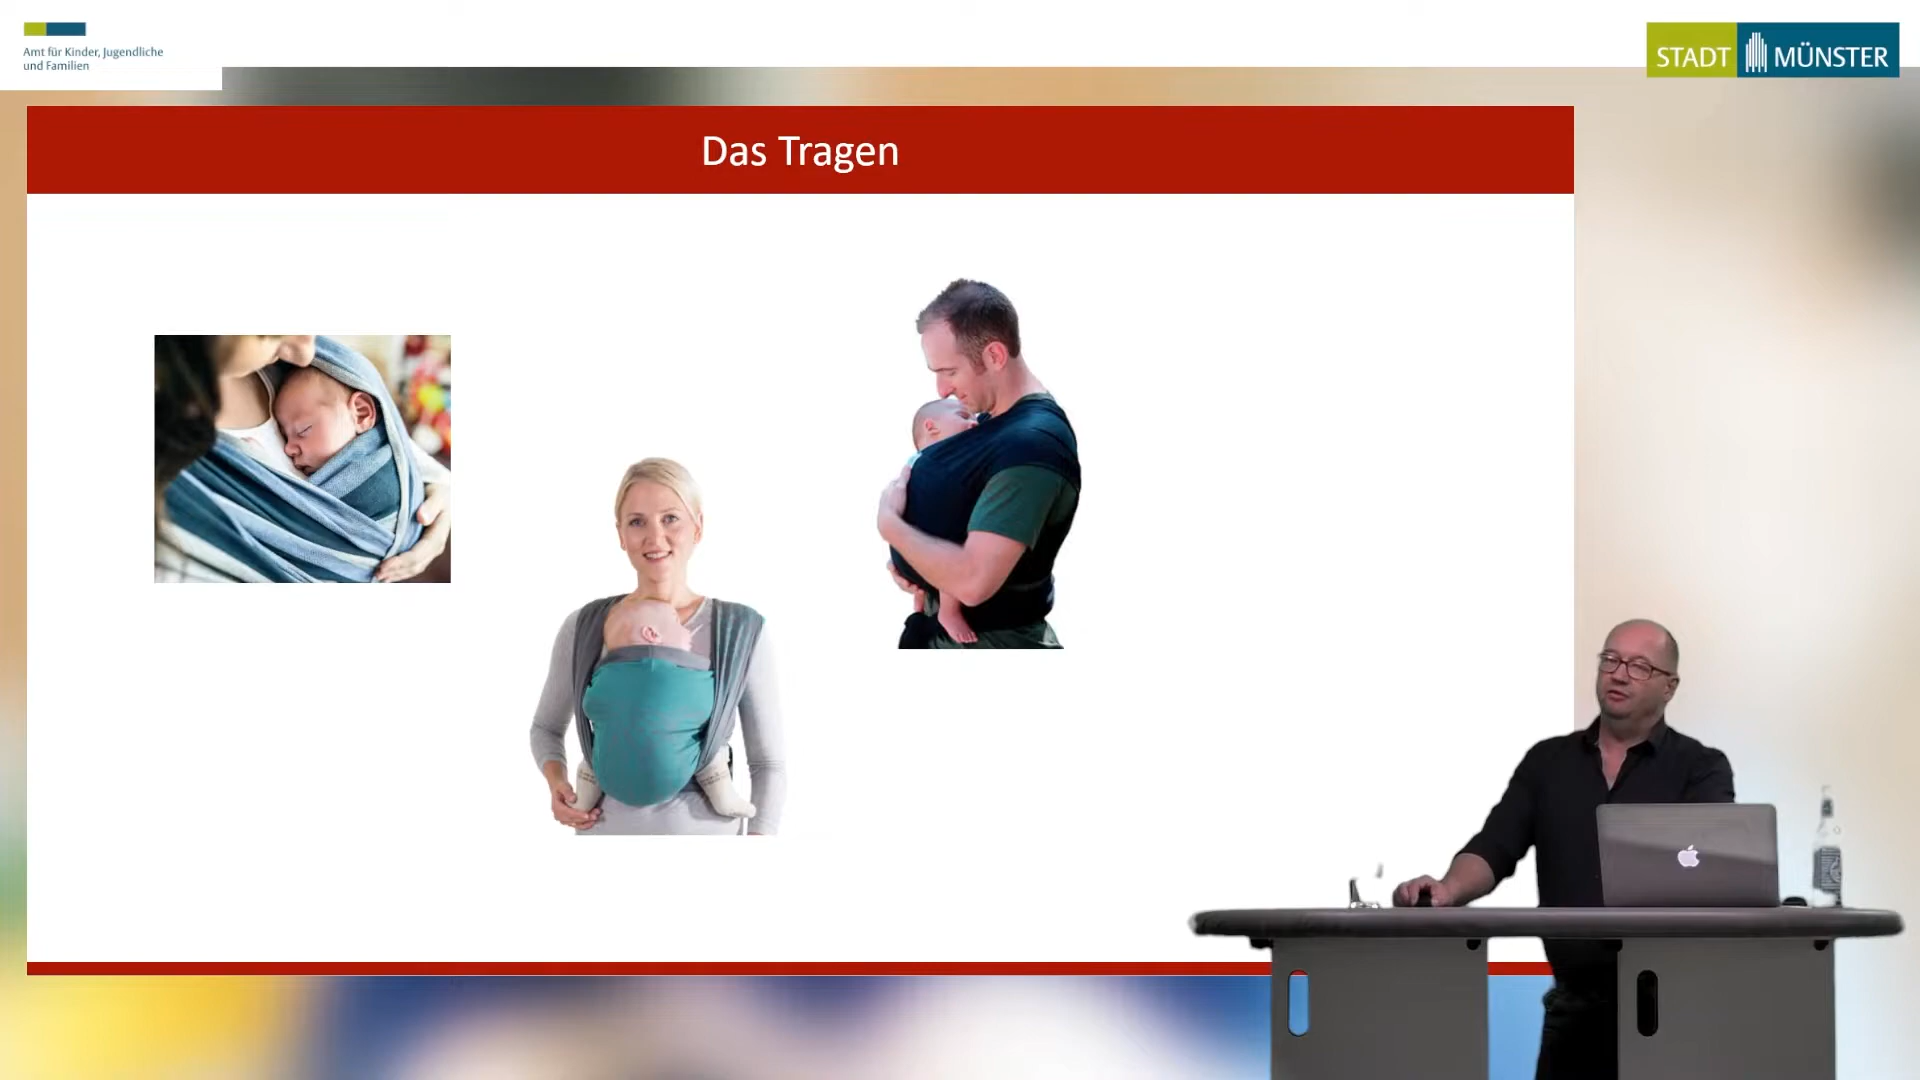 Amt für Kinder, Jugendliche
und Familien
STADT MÜNSTER
Das Tragen